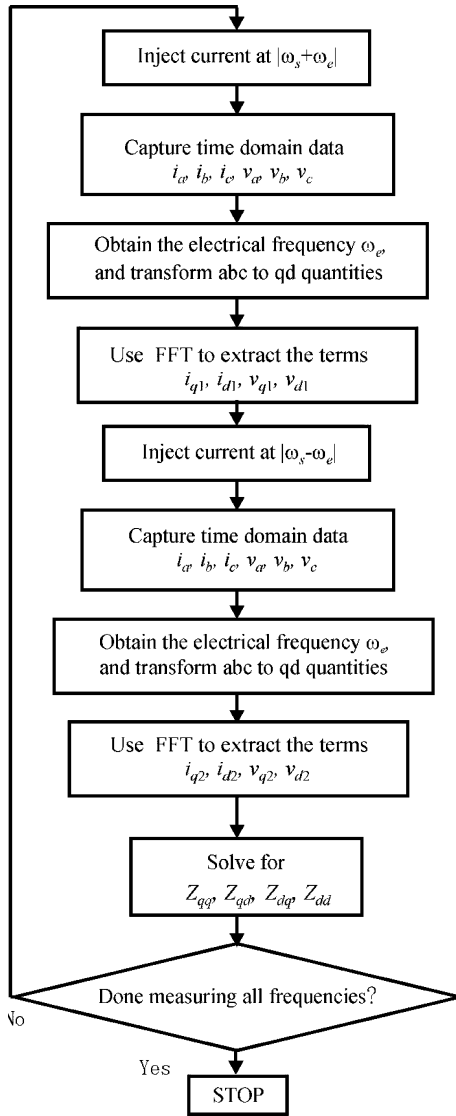 Inject current at |ωs+ωe|
Capture time domain data
ia, ib, ic, va, vb, vc
Obtain the electrical frequency ωe,
and transform abc to qd quantities
Use FFT to extract the terms
iq1, id1, vq1, vd1
Inject current at |ωs-ωe|
Capture time domain data
ia, ib, ic, va, vb, vc
Obtain the electrical frequency ωe,
and transform abc to qd quantities
Use FFT to extract the terms
iq2, id2, vq2, vd2
Solve for
Zqq, Zqd, Zdq, Zdd
Done measuring all frequencies?
No
Yes
STOP